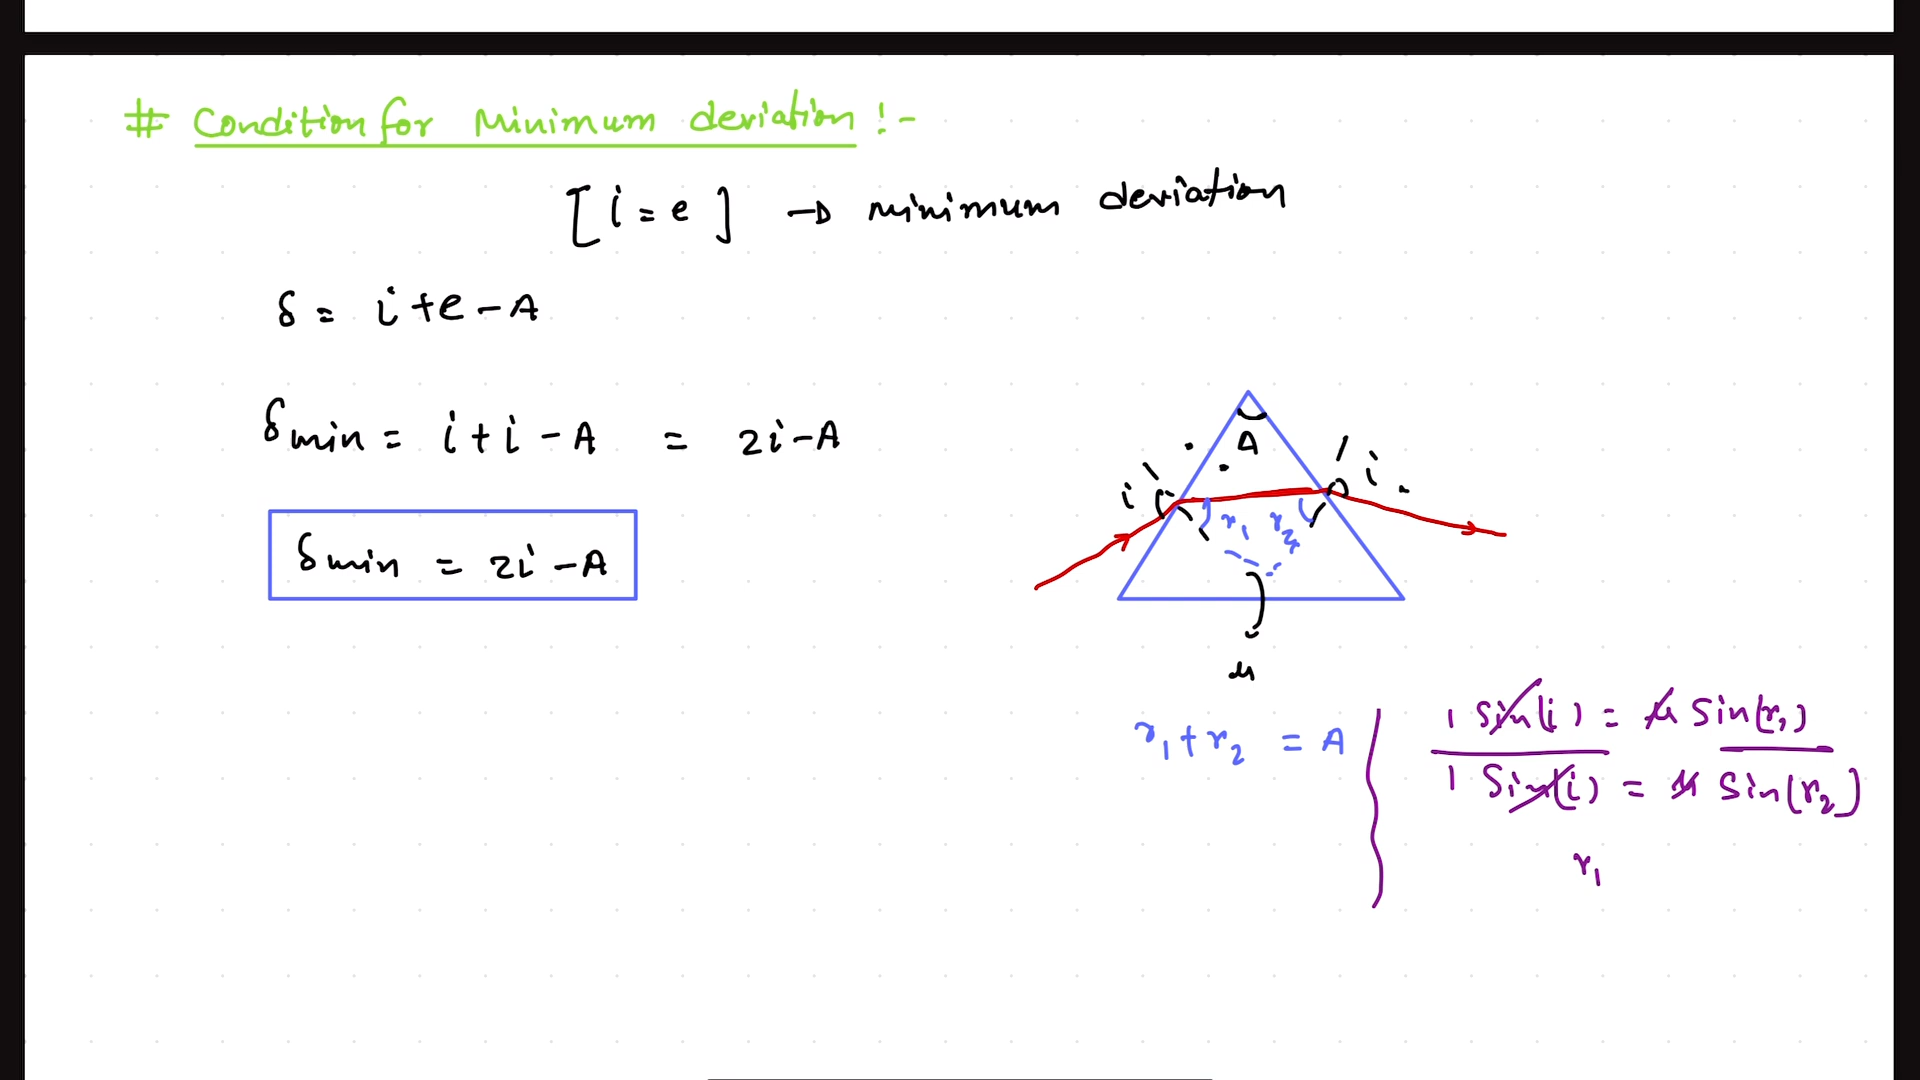 # Condition for Minimum deviation :-
[i = e] → minimum deviation
δ = i + e - A
δmin = i + i - A = 2i - A
δmin = 2i - A
A
i
i
r₁ r₂
μ
r₁ + r₂ = A
1 Sin(i) = μ Sin(r₁)
1 Sin(i) = μ Sin(r₂)
r₁